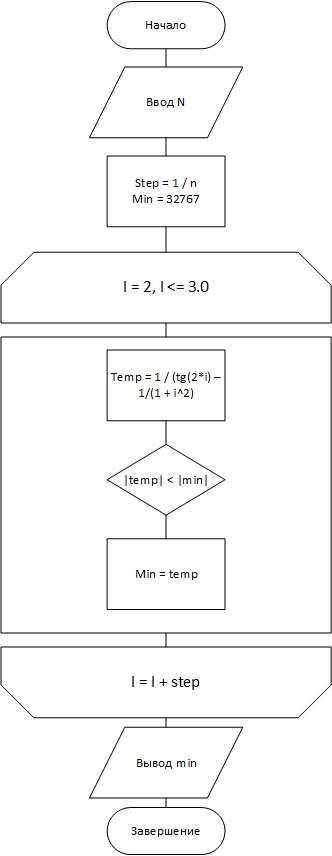 Начало
Ввод N
Step = 1 / n
Min = 32767
I = 2, I <= 3.0
Temp = 1 / (tg(2*i) –
1/(1 + i^2)
|temp| < |min|
Min = temp
I = I + step
Вывод min
Завершение